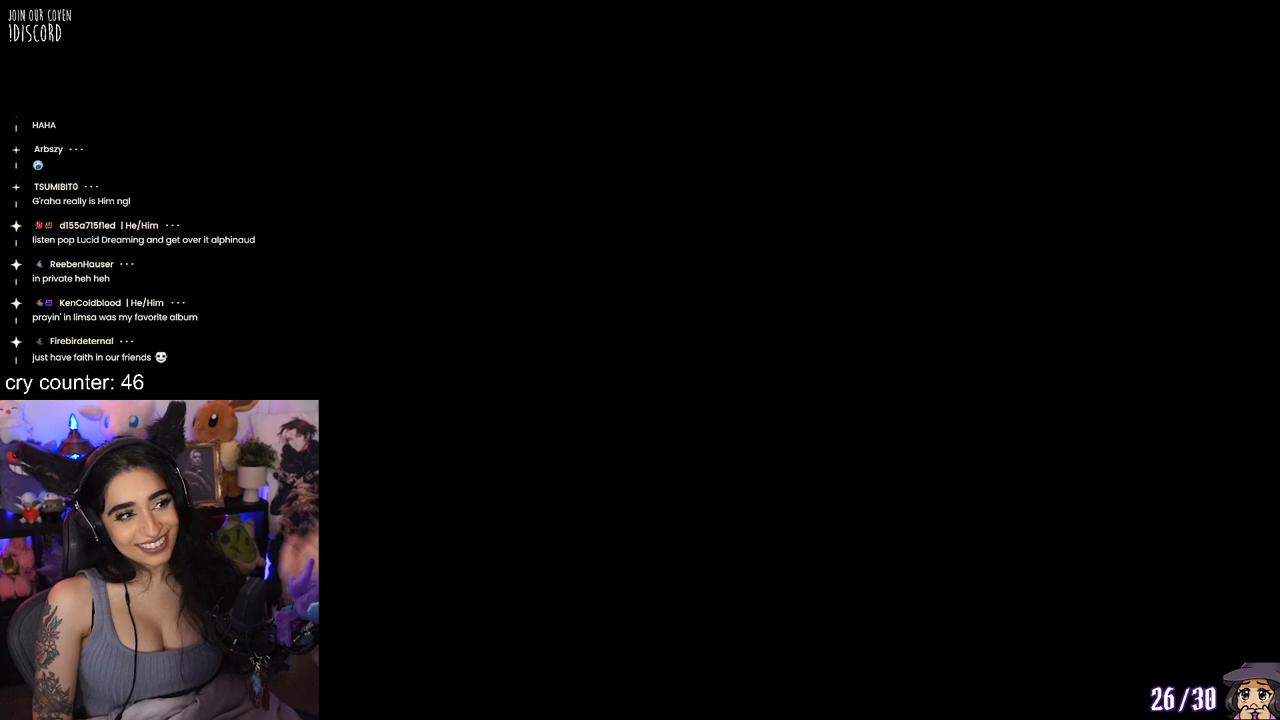 JOIN OUR COVEN
!DISCORD
HAHA
Arbszy
TSUMIBIT0
G'raha really is Him ngl
d155a715f1ed | He/Him
listen pop Lucid Dreaming and get over it alphinaud
ReebenHauser
in private heh heh
KenColdblood | He/Him
prayin' in limsa was my favorite album
Firebirdeternal
just have faith in our friends
cry counter: 46
26/30